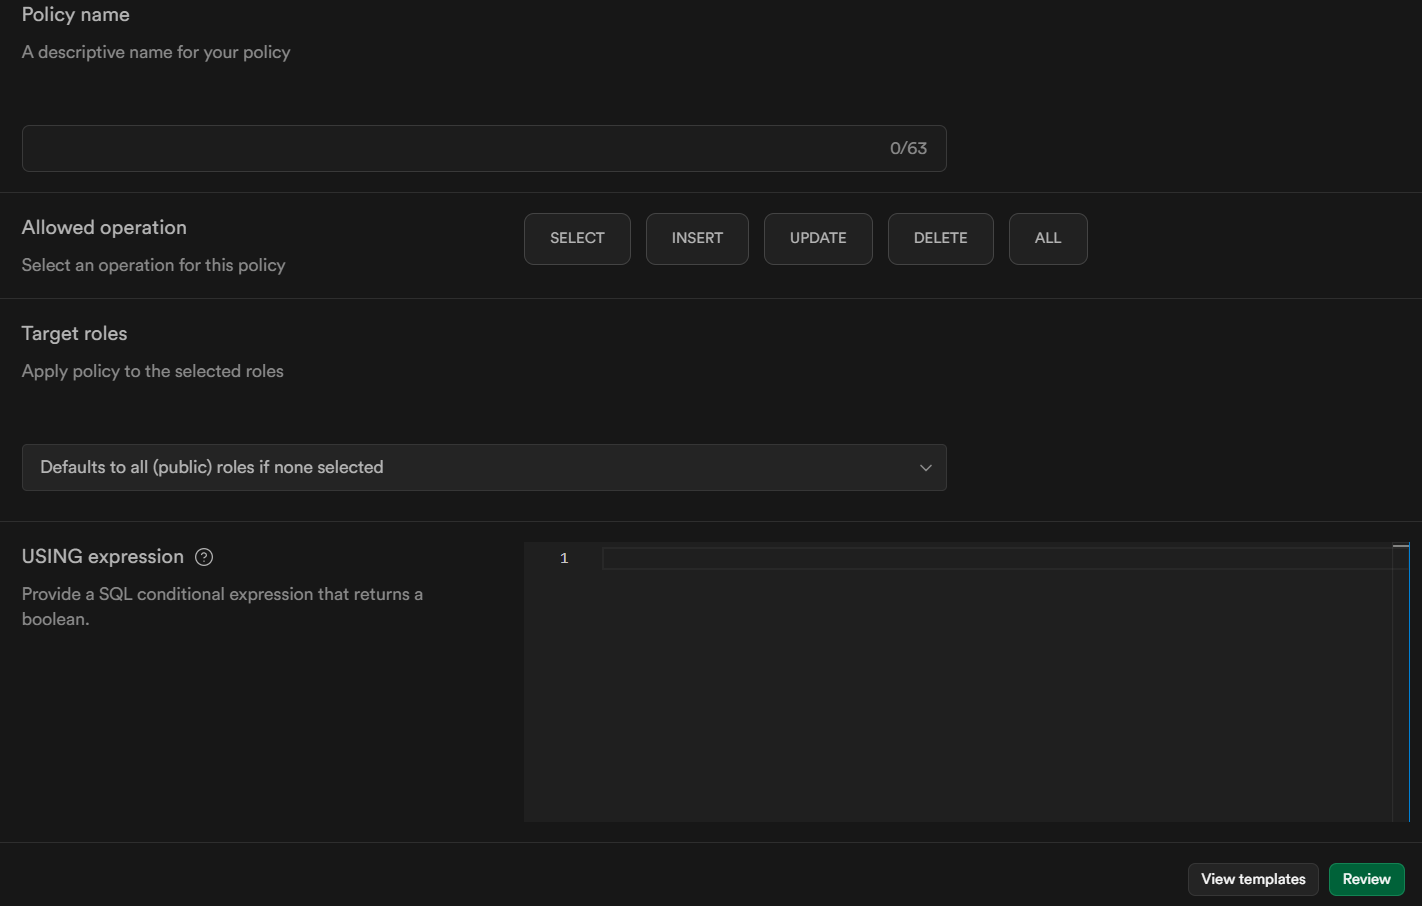 Policy name
A descriptive name for your policy
0/63
Allowed operation
Select an operation for this policy
SELECT
INSERT
UPDATE
DELETE
ALL
Target roles
Apply policy to the selected roles
Defaults to all (public) roles if none selected
USING expression ?
Provide a SQL conditional expression that returns a
boolean.
1
View templates
Review